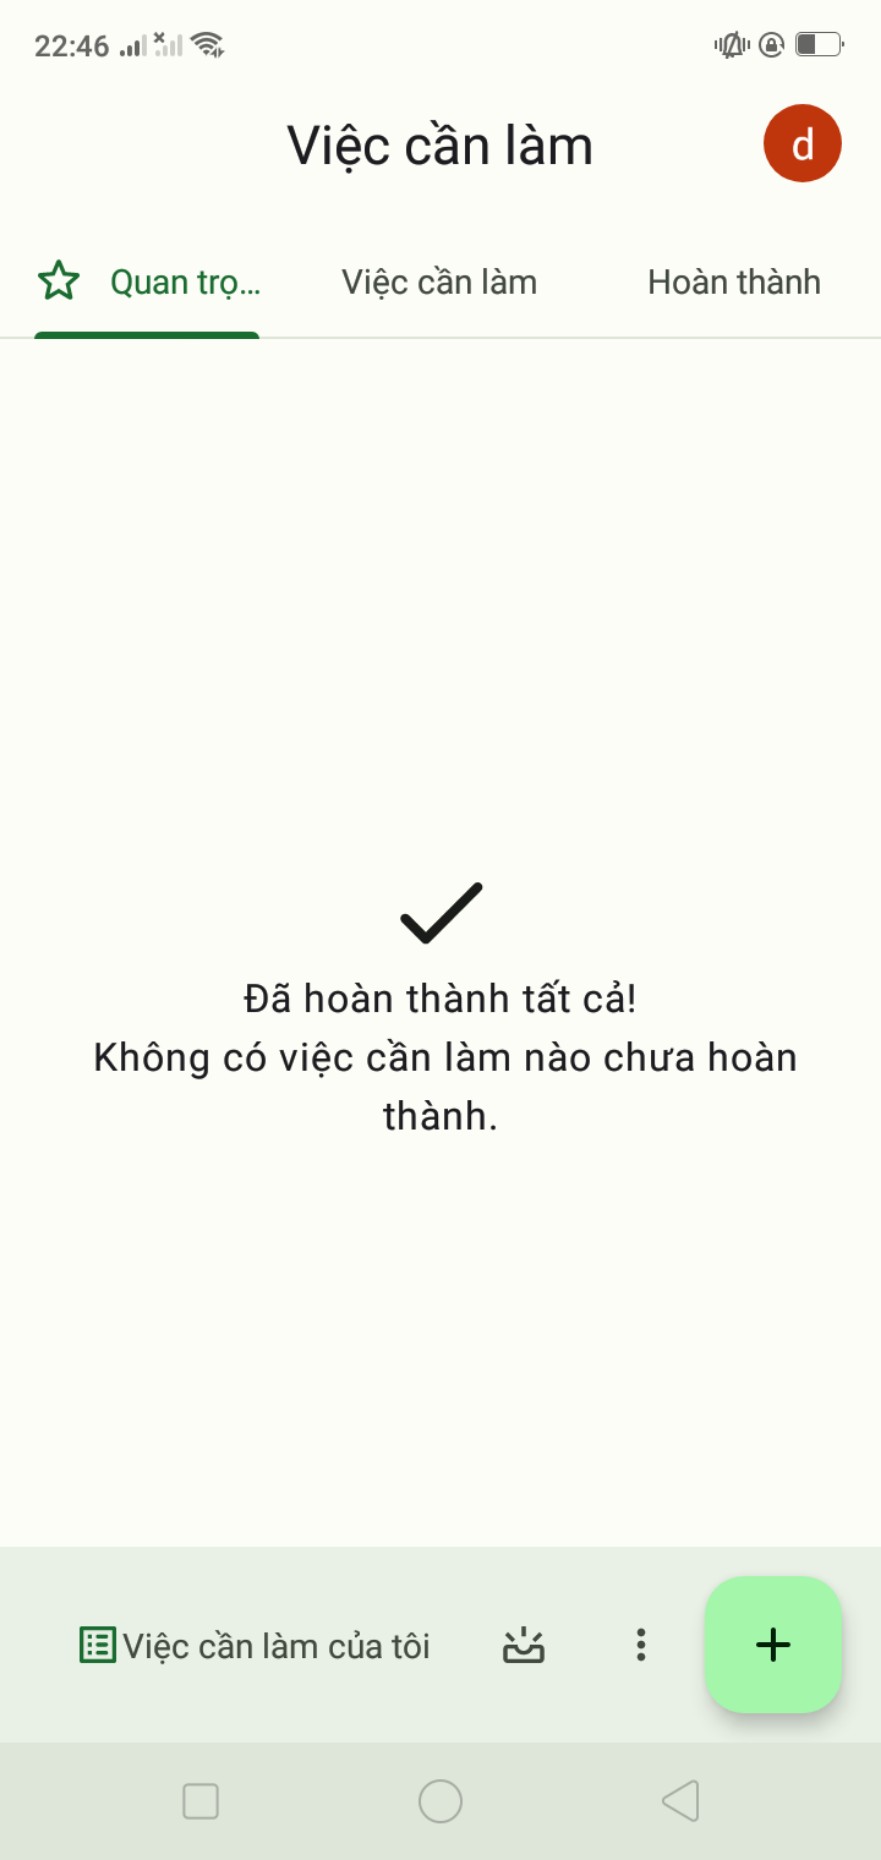 22:46
Việc cần làm
d
Quan trọ...
Việc cần làm
Hoàn thành
Đã hoàn thành tất cả!
Không có việc cần làm nào chưa hoàn
thành.
Việc cần làm của tôi